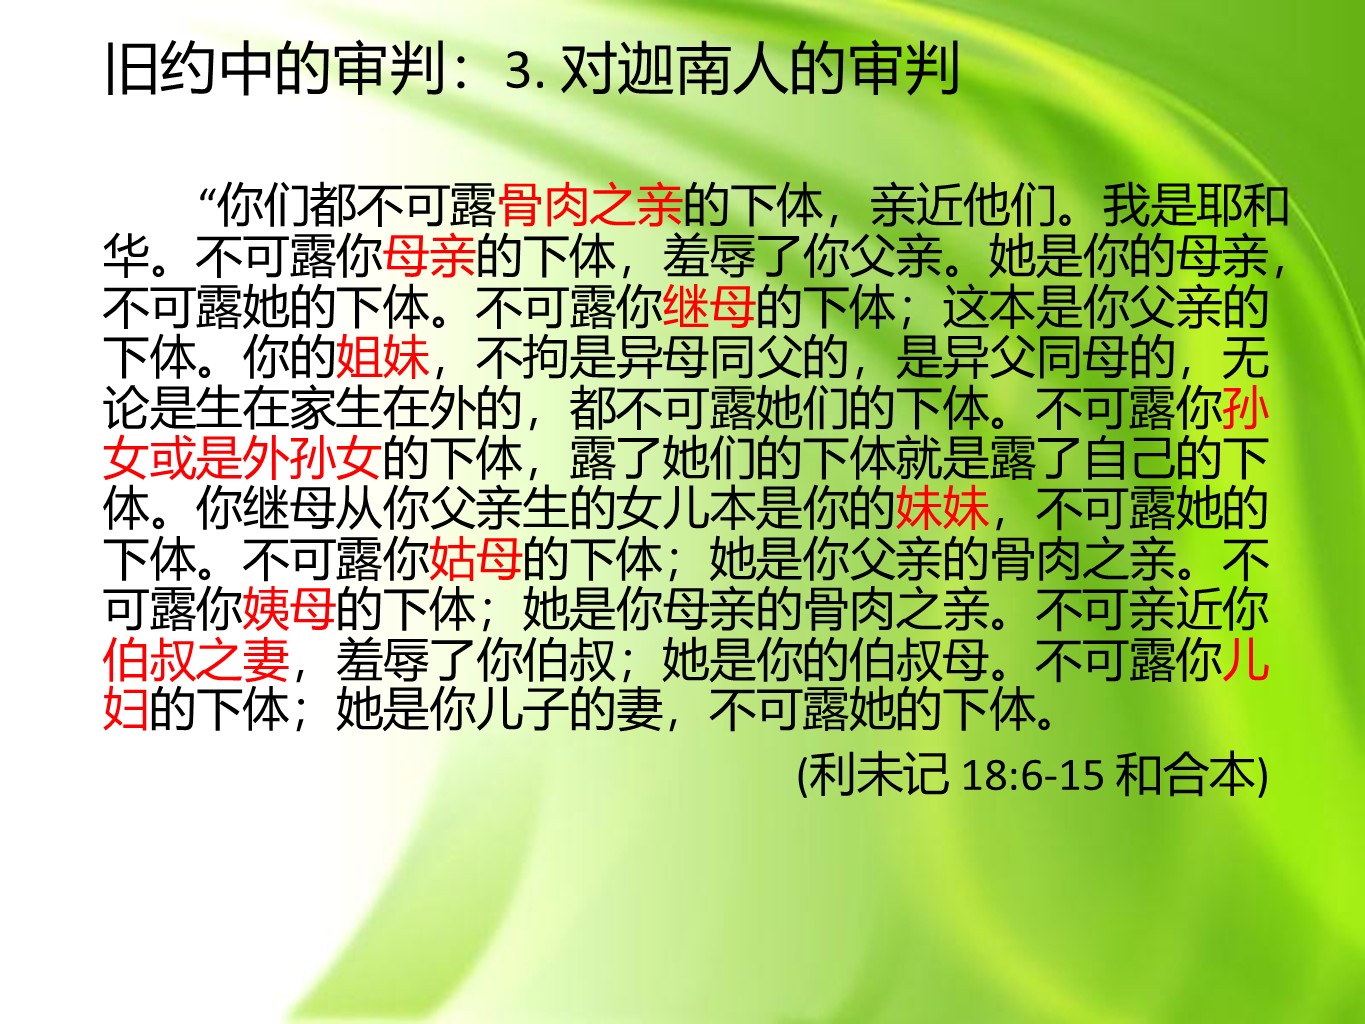 旧约中的审判：3. 对迦南人的审判
“你们都不可露骨肉之亲的下体，亲近他们。我是耶和
华。不可露你母亲的下体，羞辱了你父亲。她是你的母亲，
不可露她的下体。不可露你继母的下体；这本是你父亲的
下体。你的姐妹，不拘是异母同父的，是异父同母的，无
论是生在家生在外的，都不可露她们的下体。不可露你孙
女或是外孙女的下体，露了她们的下体就是露了自己的下
体。你继母从你父亲生的女儿本是你的妹妹，不可露她的
下体。不可露你姑母的下体；她是你父亲的骨肉之亲。不
可露你姨母的下体；她是你母亲的骨肉之亲。不可亲近你
伯叔之妻，羞辱了你伯叔；她是你的伯叔母。不可露你儿
妇的下体；她是你儿子的妻，不可露她的下体。
(利未记 18:6-15 和合本)